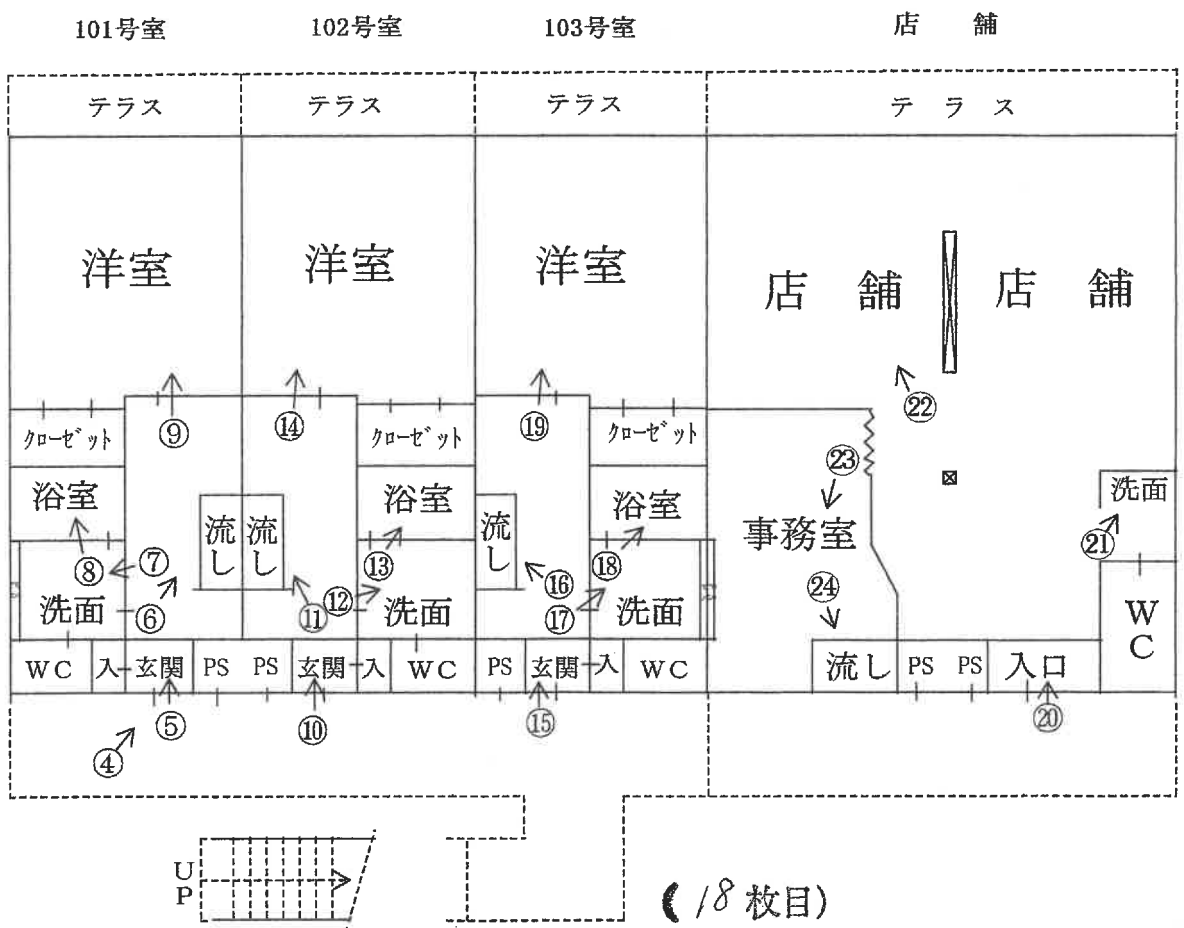 101号室 102号室 103号室 店 舗
テラス テラス テラス テ ラ ス
洋室 洋室 洋室 店 舗 店 舗
⑨ ⑭ ⑲ ㉒
クローゼット クローゼット クローゼット
㉓
浴室 流し 流し 浴室 流し 浴室 事務室 洗面
⑧ ⑦ ⑬ ⑯ ⑱ ㉑
⑥ ⑪ ⑫ ⑰ ㉔
洗面 洗面 洗面 WC
WC 入 玄関 PS PS 玄関 入 WC PS 玄関 入 WC 流し PS PS 入口
④ ⑤ ⑩ ⑮ ⑳
UP
(18枚目)